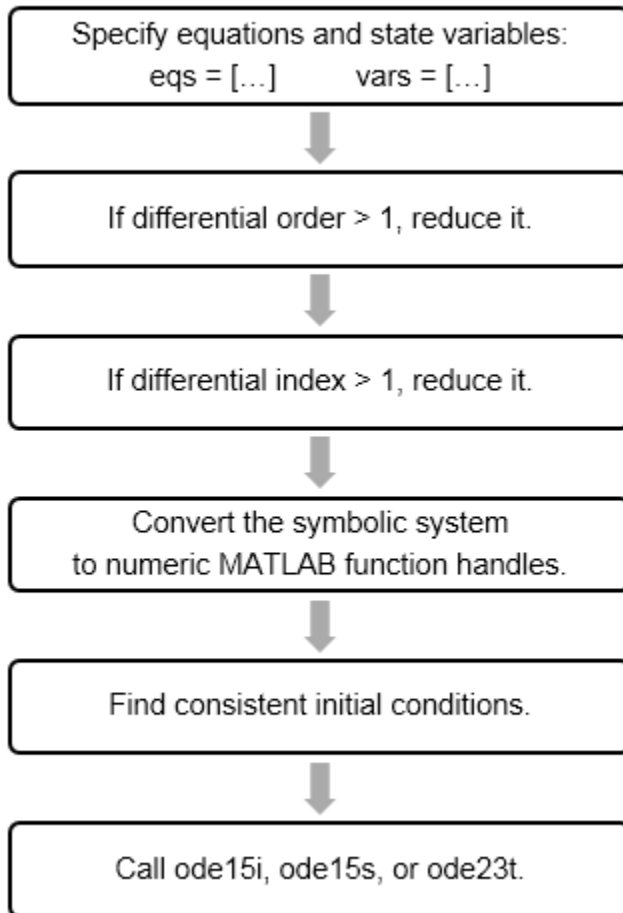 Specify equations and state variables:
eqs = [...] vars = [...]
If differential order > 1, reduce it.
If differential index > 1, reduce it.
Convert the symbolic system
to numeric MATLAB function handles.
Find consistent initial conditions.
Call ode15i, ode15s, or ode23t.